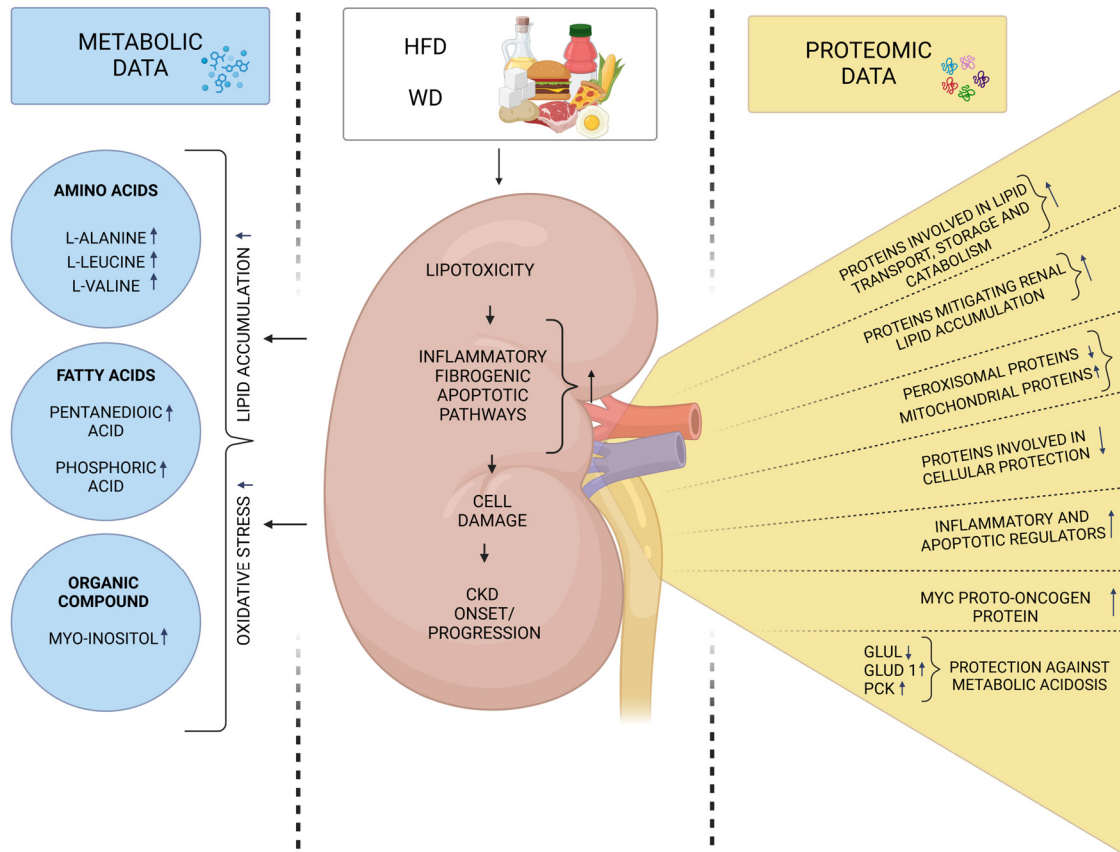 METABOLIC
DATA
AMINO ACIDS
L-ALANINE↑
L-LEUCINE↑
L-VALINE↑
FATTY ACIDS
PENTANEDIOIC↑
ACID
PHOSPHORIC↑
ACID
ORGANIC
COMPOUND
MYO-INOSITOL↑
LIPID ACCUMULATION↑
OXIDATIVE STRESS↑
HFD
WD
LIPOTOXICITY
INFLAMMATORY
FIBROGENIC
APOPTOTIC
PATHWAYS
↑
CELL
DAMAGE
CKD
ONSET/
PROGRESSION
PROTEOMIC
DATA
PROTEINS INVOLVED IN LIPID
TRANSPORT, STORAGE AND
CATABOLISM
↑
PROTEINS MITIGATING RENAL
LIPID ACCUMULATION
↑
PEROXISOMAL PROTEINS↓
MITOCHONDRIAL PROTEINS↑
PROTEINS INVOLVED IN
CELLULAR PROTECTION
↓
INFLAMMATORY AND
APOPTOTIC REGULATORS
↑
MYC PROTO-ONCOGEN
PROTEIN
↑
GLUL↓
GLUD 1↑
PCK↑
PROTECTION AGAINST
METABOLIC ACIDOSIS